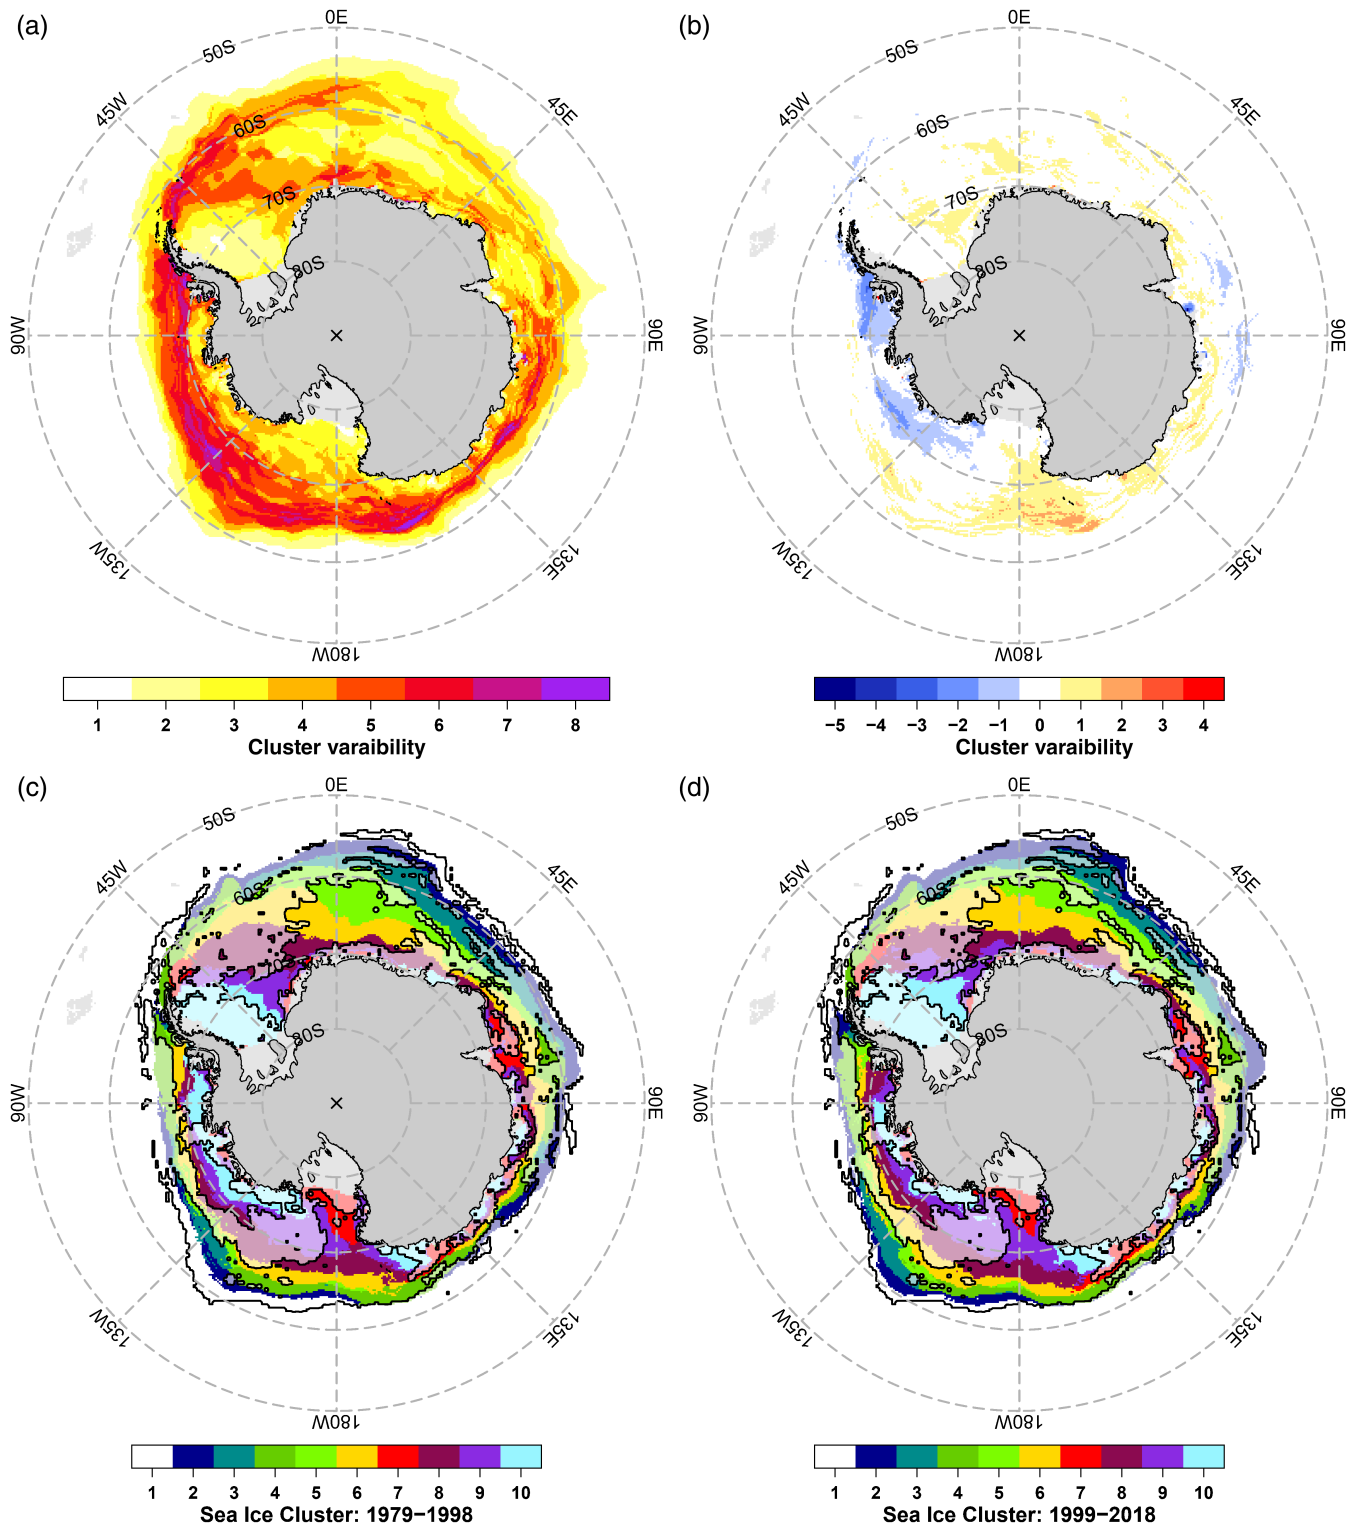 (a)
0E
50S
45W
45E
60S
70S
80S
90W
90E
135W
135E
180W
1 2 3 4 5 6 7 8
Cluster varaibility
(b)
0E
50S
45W
45E
60S
70S
80S
90W
90E
135W
135E
180W
−5 −4 −3 −2 −1 0 1 2 3 4
Cluster varaibility
(c)
0E
50S
45W
45E
60S
70S
80S
90W
90E
135W
135E
180W
1 2 3 4 5 6 7 8 9 10
Sea Ice Cluster: 1979−1998
(d)
0E
50S
45W
45E
60S
70S
80S
90W
90E
135W
135E
180W
1 2 3 4 5 6 7 8 9 10
Sea Ice Cluster: 1999−2018